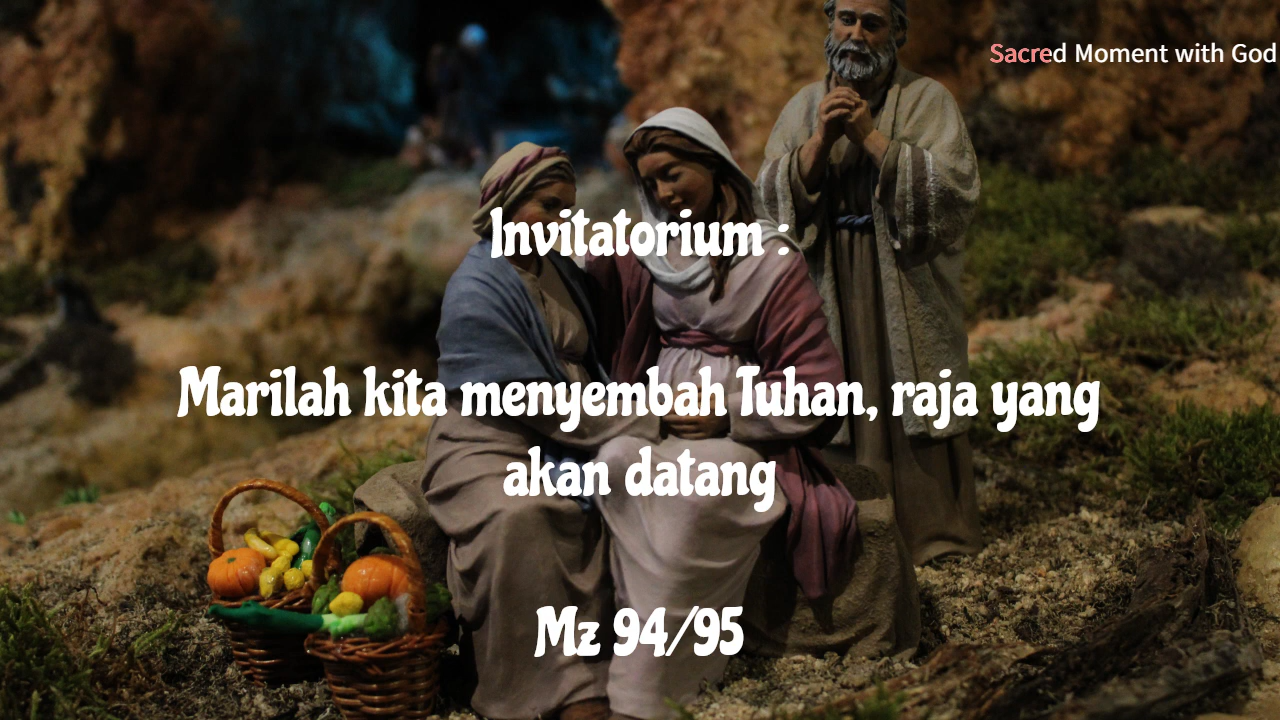 Sacred Moment with God
Invitatorium :
Marilah kita menyembah Tuhan, raja yang
akan datang
Mz 94/95